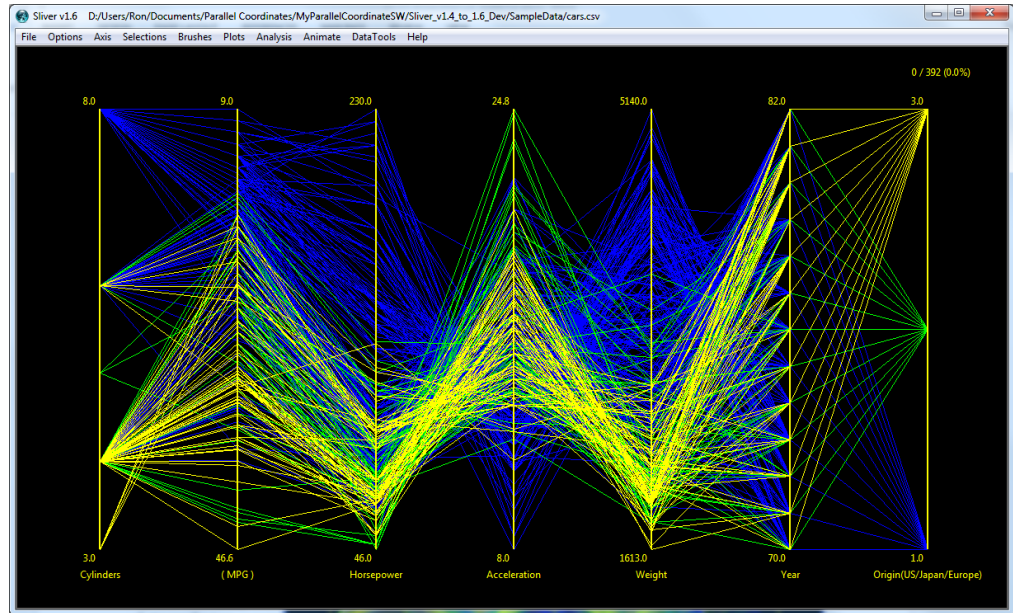 Sliver v1.6 D:/Users/Ron/Documents/Parallel Coordinates/MyParallelCoordinateSW/Sliver_v1.4_to_1.6_Dev/SampleData/cars.csv
File Options Axis Selections Brushes Plots Analysis Animate DataTools Help
0 / 392 (0.0%)
8.0 9.0 230.0 24.8 5140.0 82.0 3.0
3.0 46.6 46.0 8.0 1613.0 70.0 1.0
Cylinders ( MPG ) Horsepower Acceleration Weight Year Origin(US/Japan/Europe)